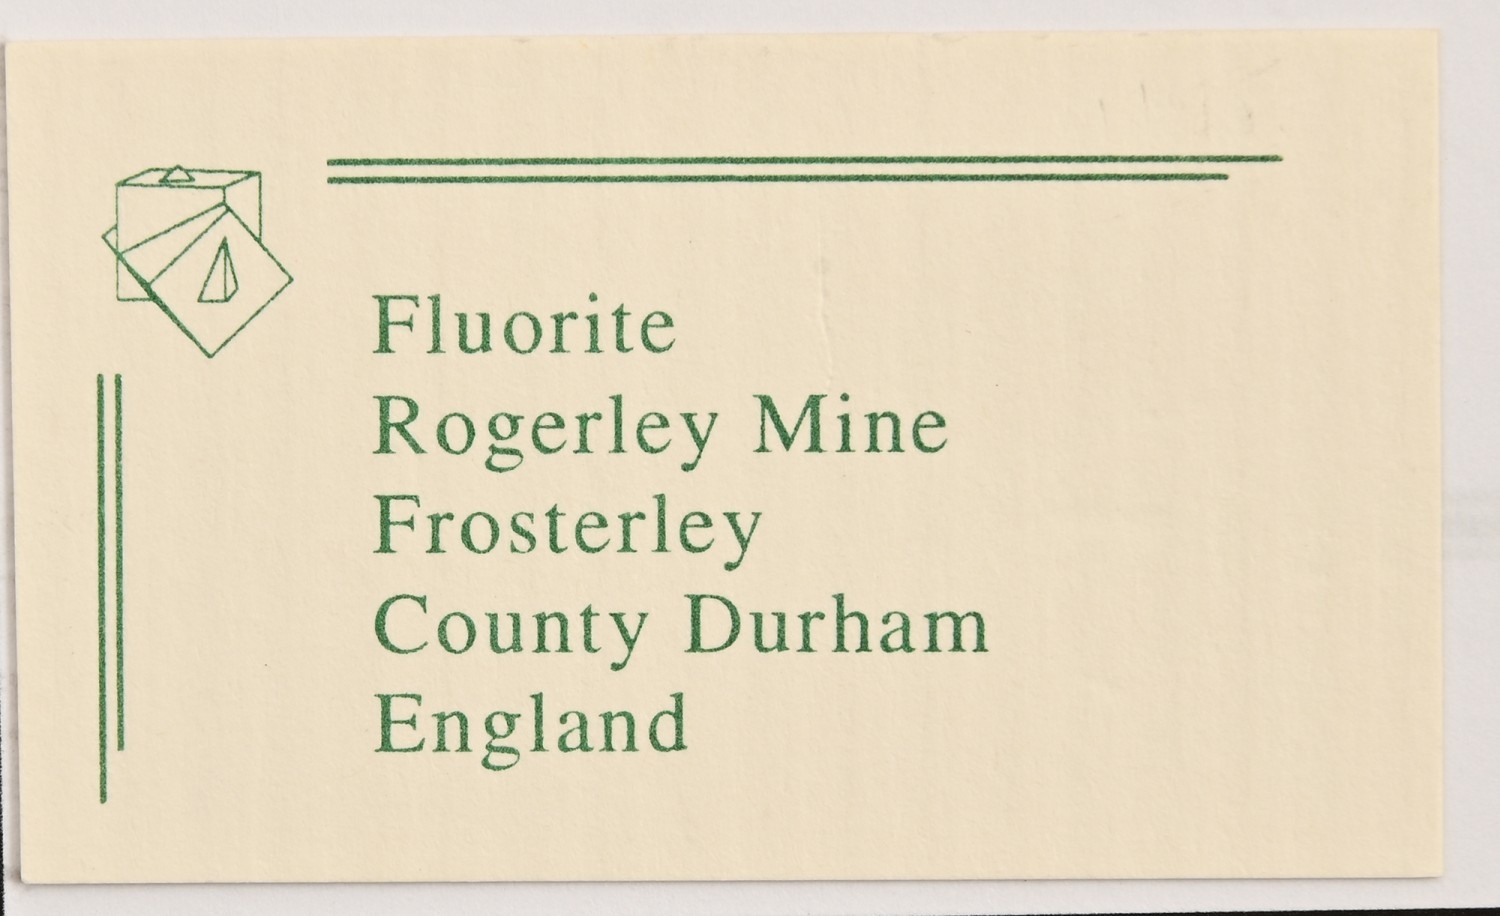 Fluorite
Rogerley Mine
Frosterley
County Durham
England